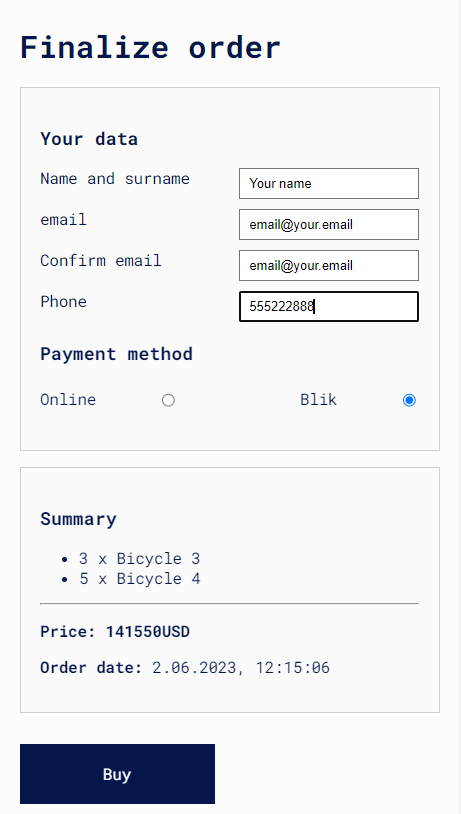 Finalize order
Your data
Name and surname Your name
email email@your.email
Confirm email email@your.email
Phone 555222888
Payment method
Online Blik
Summary
• 3 x Bicycle 3
• 5 x Bicycle 4
Price: 141550USD
Order date: 2.06.2023, 12:15:06
Buy